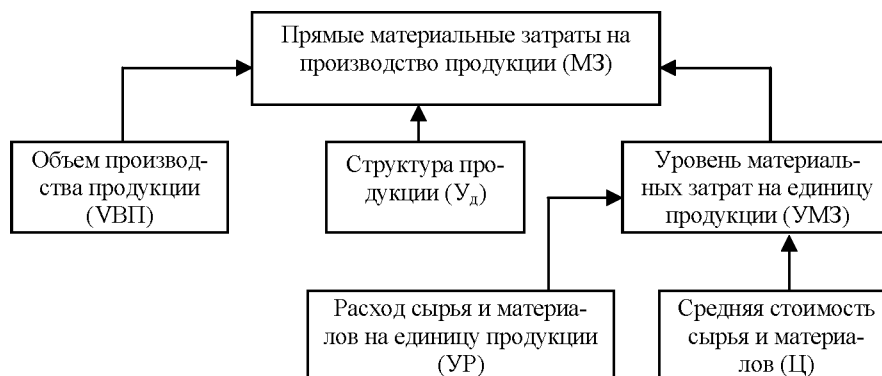 Прямые материальные затраты на
производство продукции (МЗ)
Объем производ-
ства продукции
(VВП)
Структура про-
дукции (Уд)
Уровень материаль-
ных затрат на единицу
продукции (УМЗ)
Расход сырья и материа-
лов на единицу продукции
(УР)
Средняя стоимость
сырья и материа-
лов (Ц)